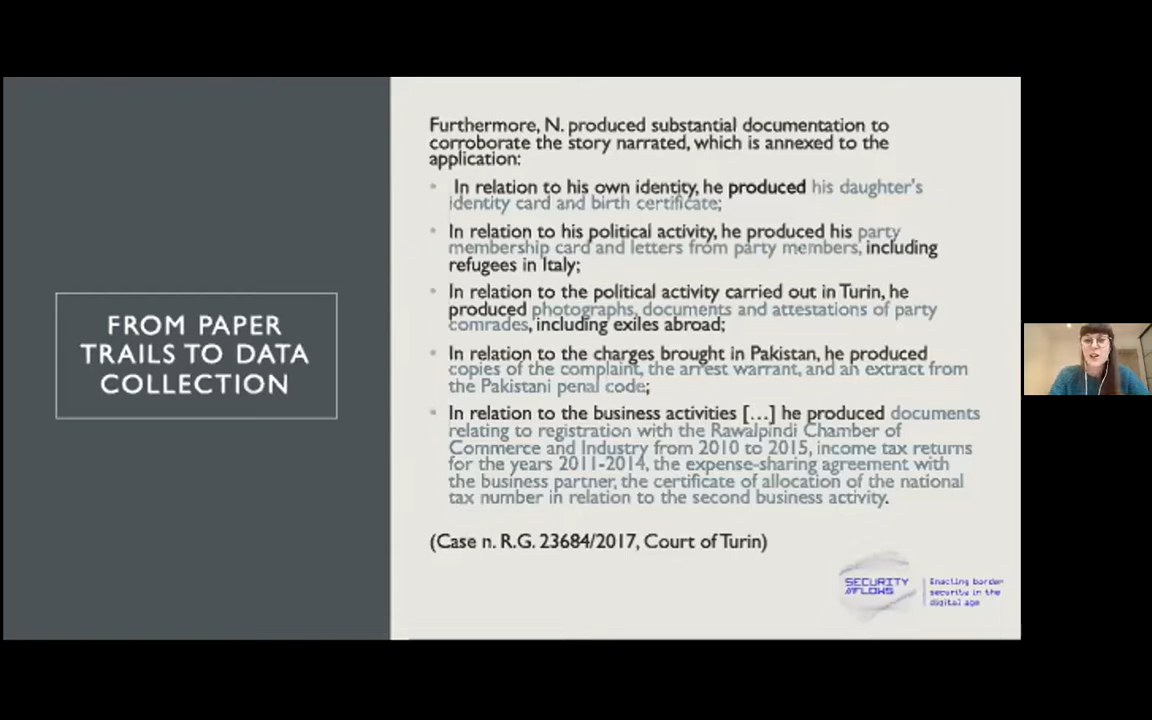 FROM PAPER
TRAILS TO DATA
COLLECTION
Furthermore, N. produced substantial documentation to
corroborate the story narrated, which is annexed to the
application:
• In relation to his own identity, he produced his daughter's
identity card and birth certificate;
• In relation to his political activity, he produced his party
membership card and letters from party members, including
refugees in Italy;
• In relation to the political activity carried out in Turin, he
produced photographs, documents and attestations of party
comrades, including exiles abroad;
• In relation to the charges brought in Pakistan, he produced
copies of the complaint, the arrest warrant, and an extract from
the Pakistani penal code;
• In relation to the business activities […] he produced documents
relating to registration with the Rawalpindi Chamber of
Commerce and Industry from 2010 to 2015, income tax returns
for the years 2011-2014, the expense-sharing agreement with
the business partner, the certificate of allocation of the national
tax number in relation to the second business activity.
(Case n. R.G. 23684/2017, Court of Turin)
SECURITY
//FLOWS
Enacting border
security in the
digital age